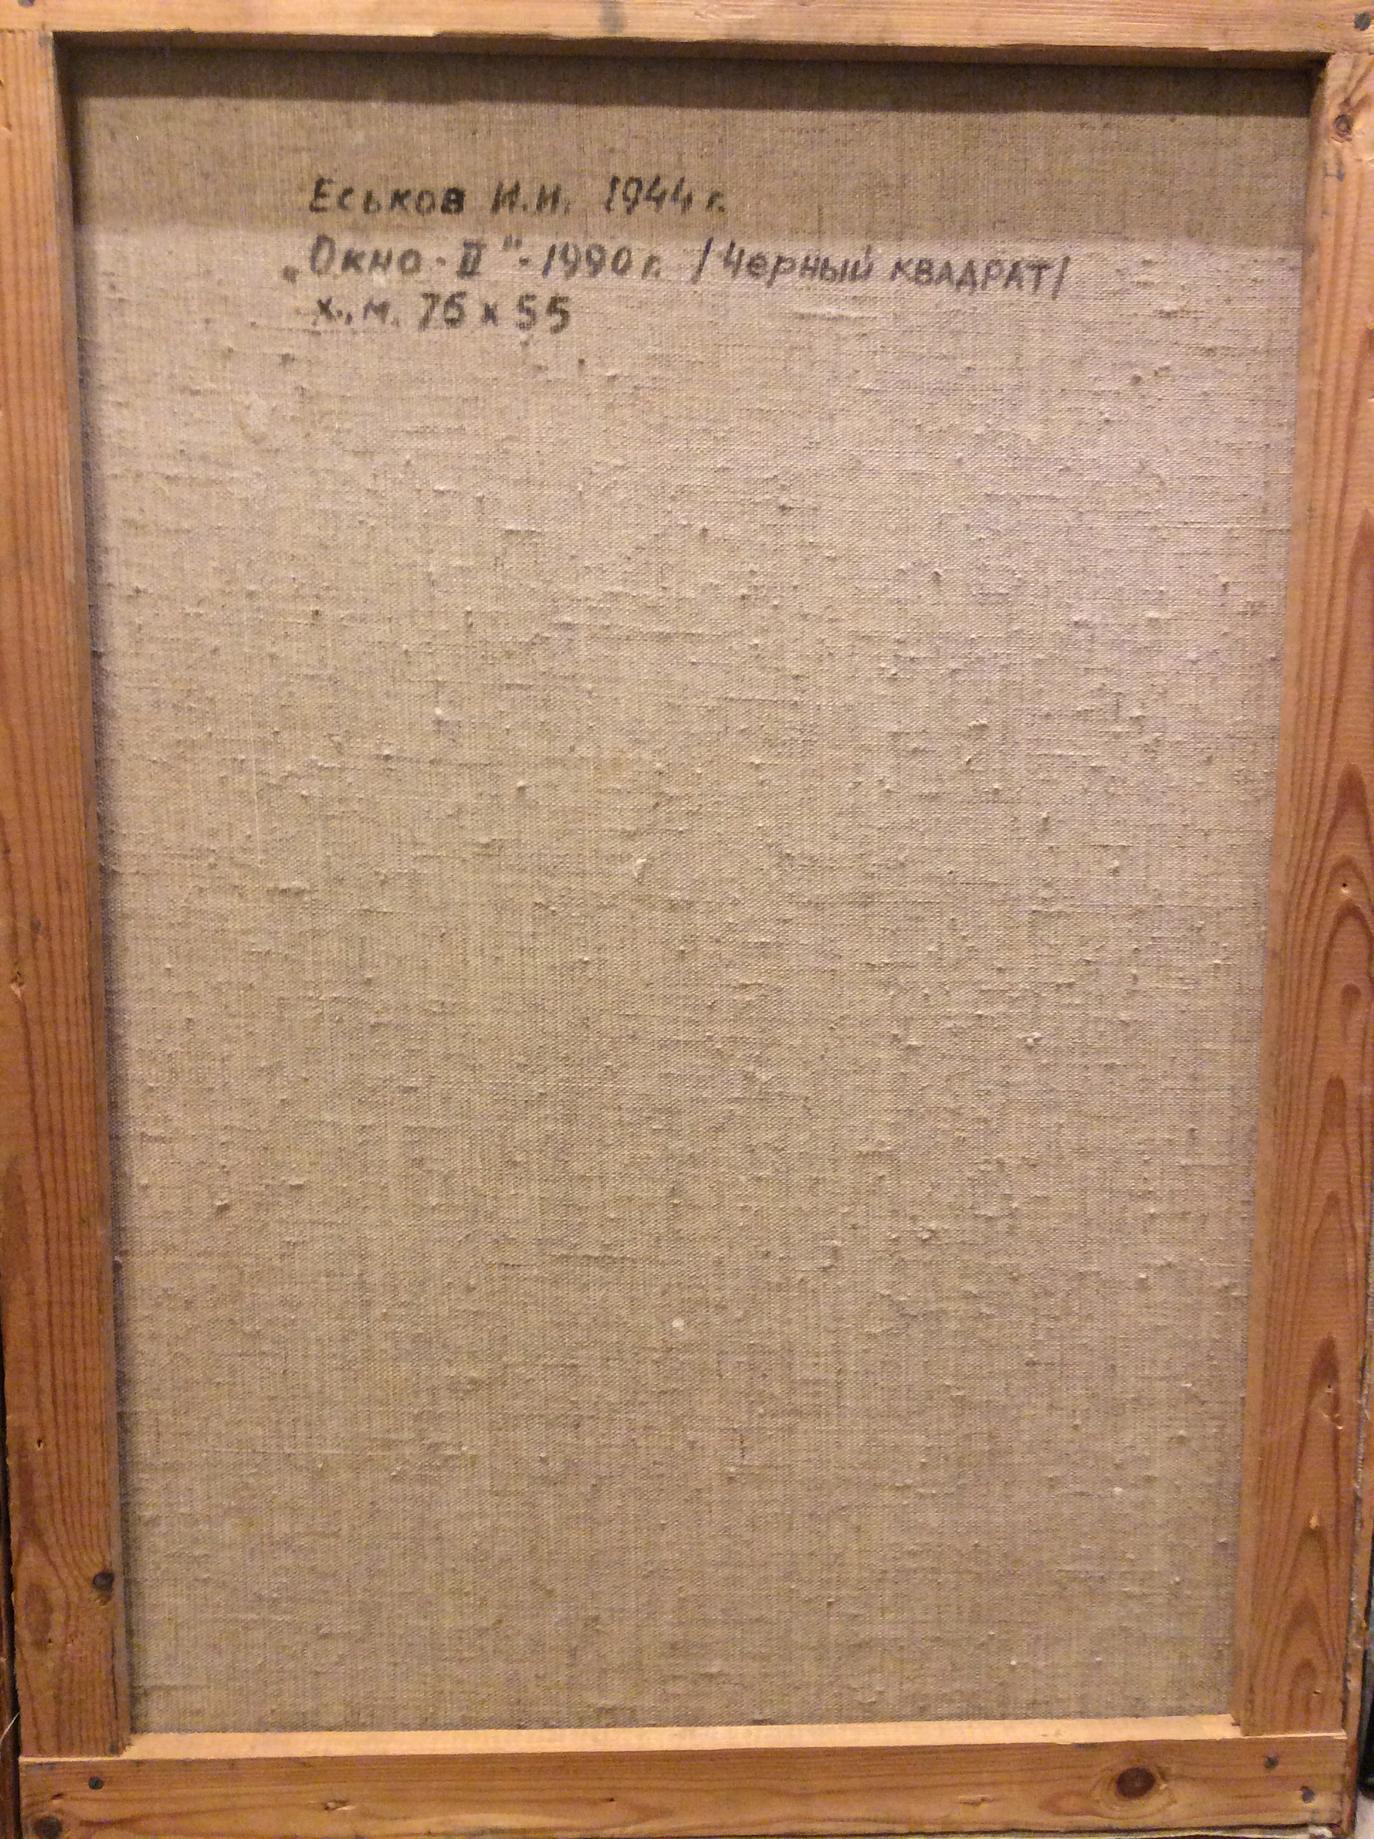 Еськов И.И. 1944 г.
„Окно - II" - 1990 г. /Черный КВАДРАТ/
х., м. 75 х 55